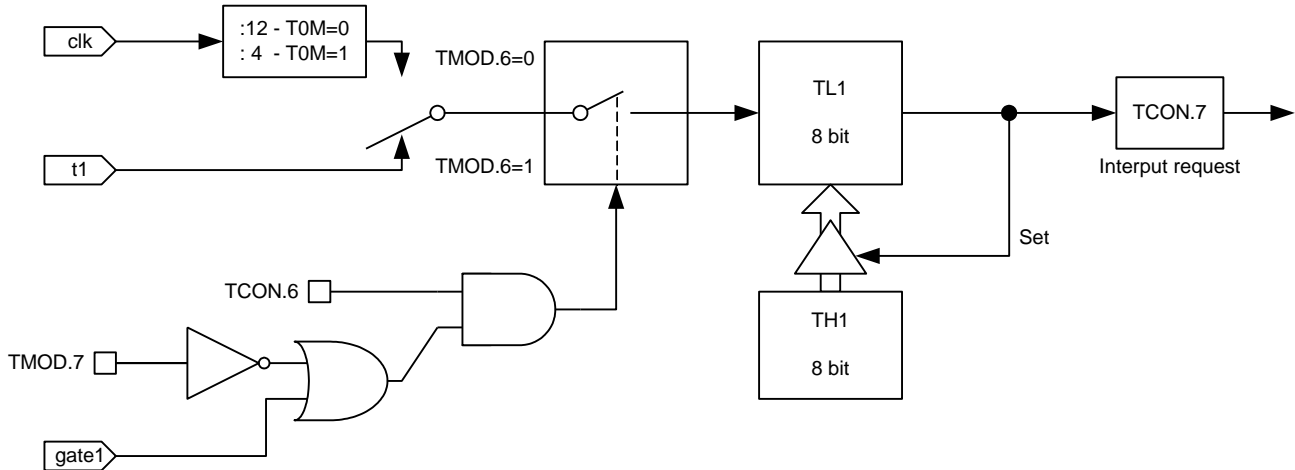 clk
:12 - T0M=0
: 4 - T0M=1
TMOD.6=0
t1
TMOD.6=1
TL1
8 bit
TCON.7
Interput request
Set
TCON.6
TH1
8 bit
TMOD.7
gate1